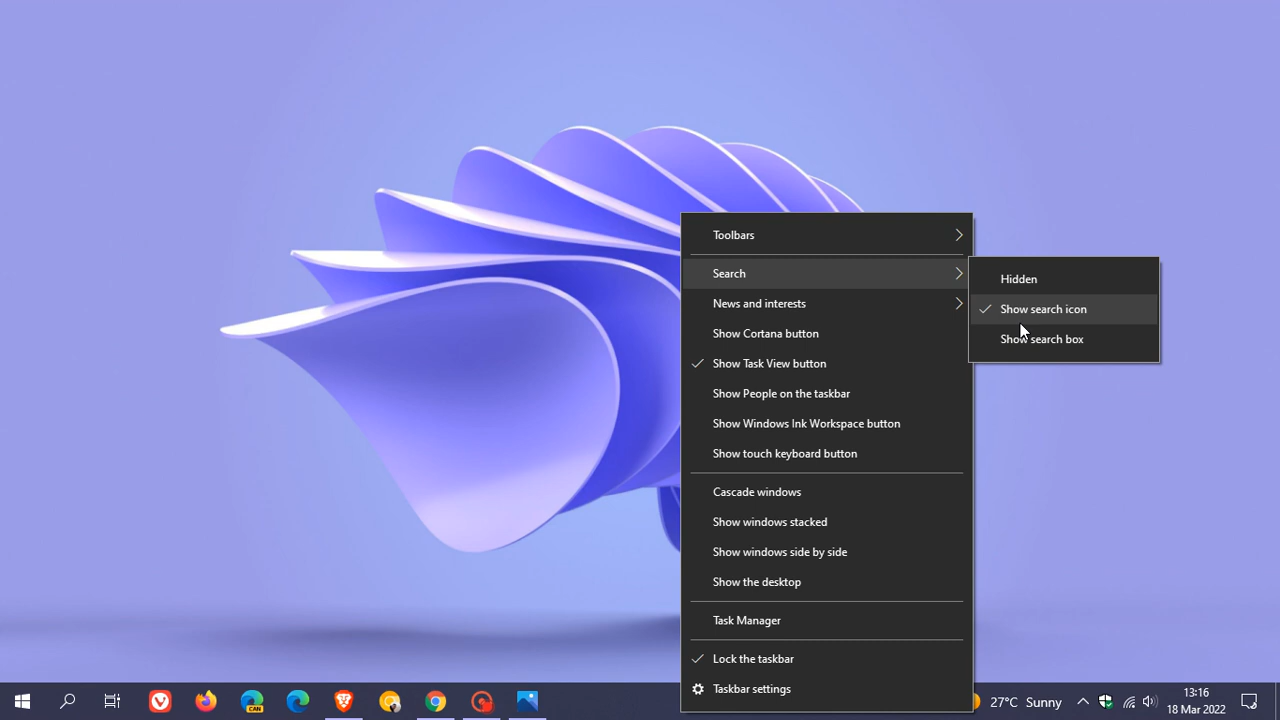 Toolbars
Search
News and interests
Show Cortana button
Show Task View button
Show People on the taskbar
Show Windows Ink Workspace button
Show touch keyboard button
Cascade windows
Show windows stacked
Show windows side by side
Show the desktop
Task Manager
Lock the taskbar
Taskbar settings
Hidden
Show search icon
Show search box
CAN
27°C Sunny
13:16
18 Mar 2022